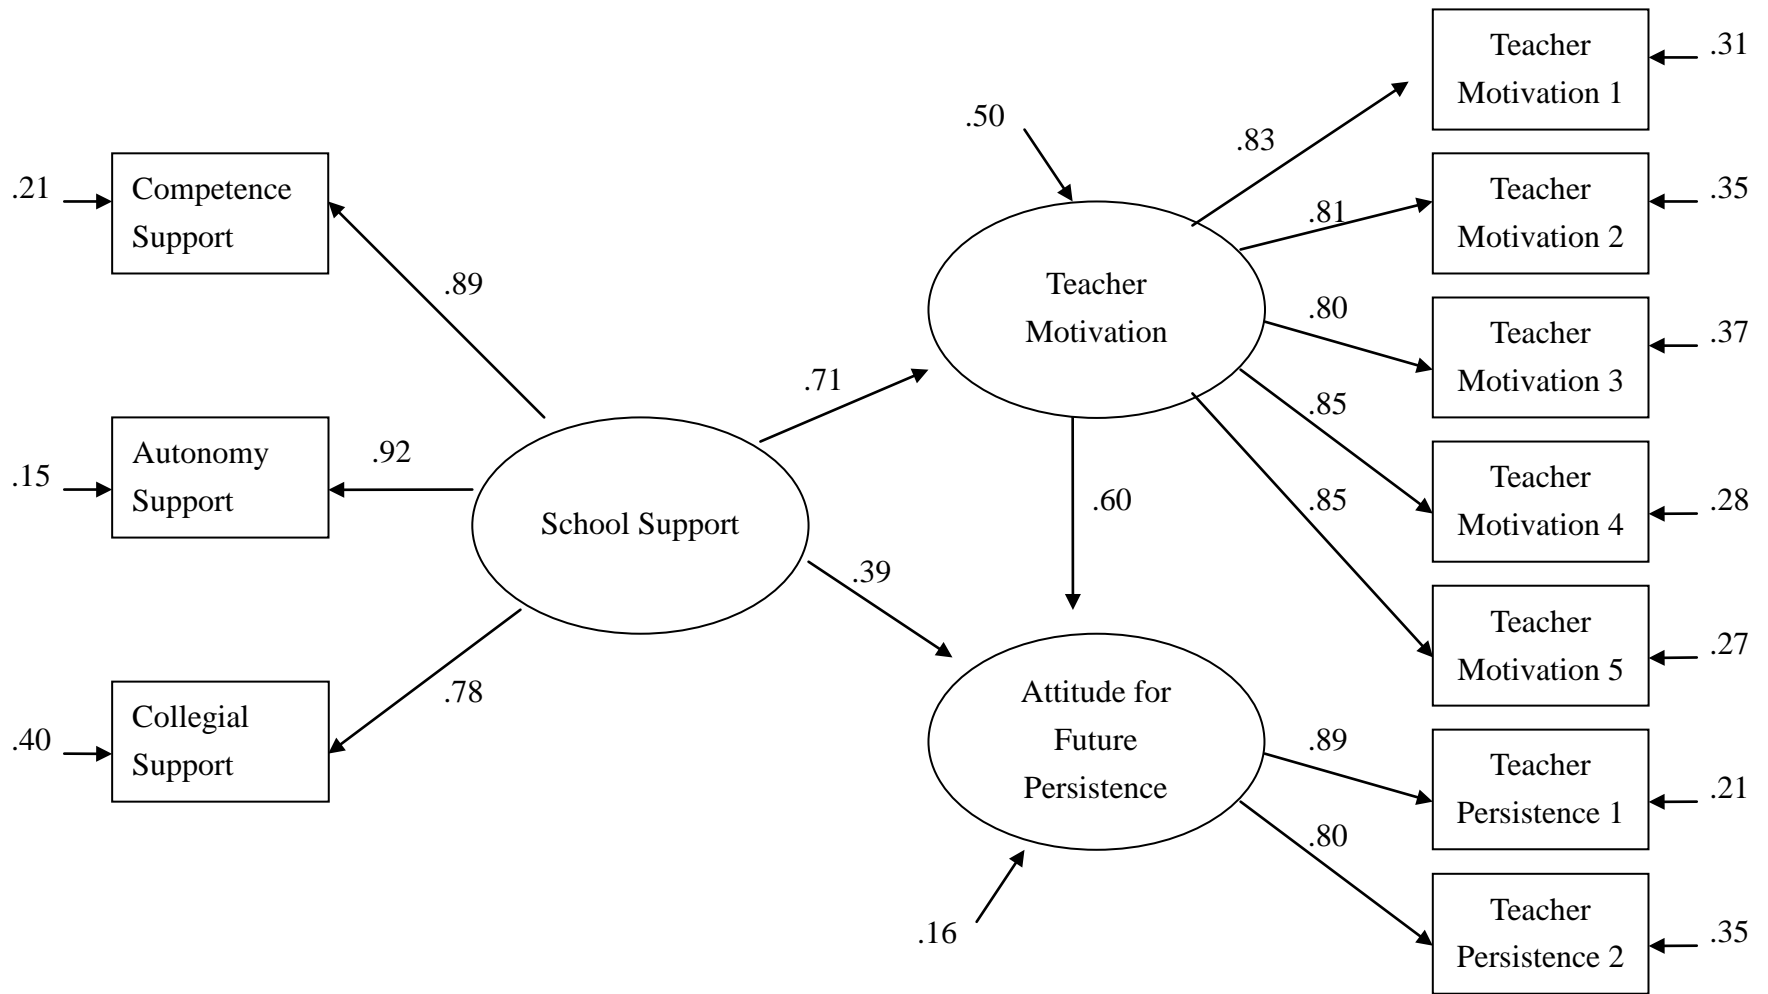 .21
Competence
Support
.89
.15
Autonomy
Support
.92
.40
Collegial
Support
.78
School Support
.71
.39
.50
Teacher
Motivation
.60
Attitude for
Future
Persistence
.16
.83
Teacher
Motivation 1
.31
.81
Teacher
Motivation 2
.35
.80
Teacher
Motivation 3
.37
.85
Teacher
Motivation 4
.28
.85
Teacher
Motivation 5
.27
.89
Teacher
Persistence 1
.21
.80
Teacher
Persistence 2
.35